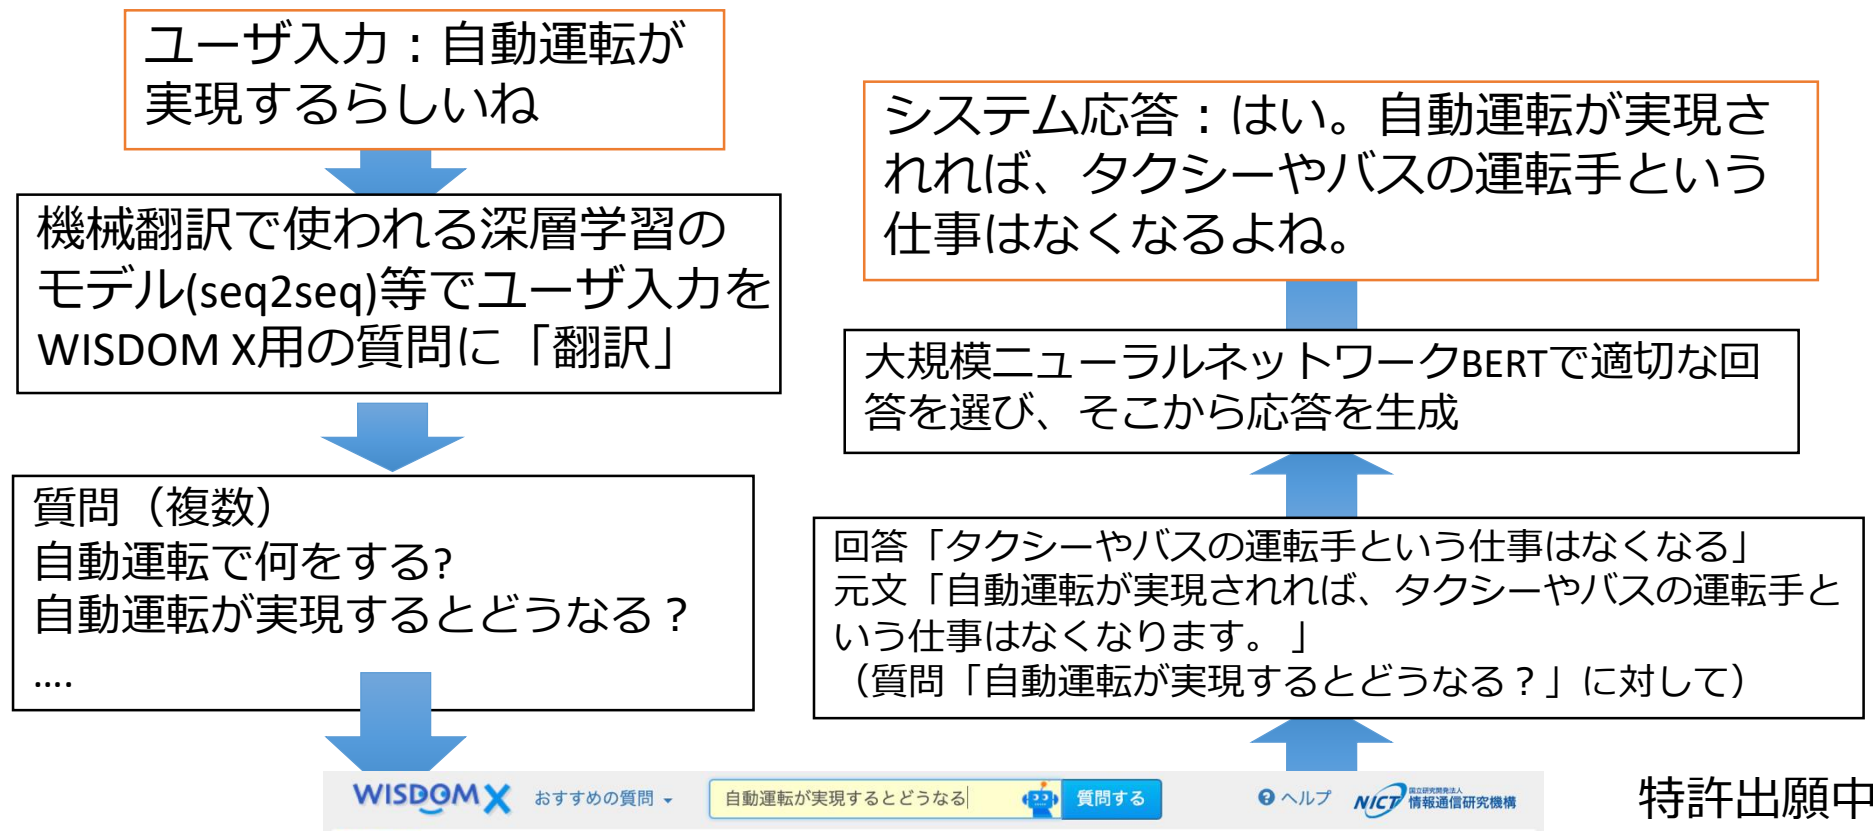 ユーザ入力：自動運転が
実現するらしいね
機械翻訳で使われる深層学習の
モデル(seq2seq)等でユーザ入力を
WISDOM X用の質問に「翻訳」
質問（複数）
自動運転で何をする?
自動運転が実現するとどうなる？
....
システム応答：はい。自動運転が実現さ
れれば、タクシーやバスの運転手という
仕事はなくなるよね。
大規模ニューラルネットワークBERTで適切な回
答を選び、そこから応答を生成
回答「タクシーやバスの運転手という仕事はなくなる」
元文「自動運転が実現されれば、タクシーやバスの運転手と
いう仕事はなくなります。」
（質問「自動運転が実現するとどうなる？」に対して）
WISDOM X おすすめの質問 自動運転が実現するとどうなる 質問する ヘルプ NICT 国立研究開発法人 情報通信研究機構
特許出願中